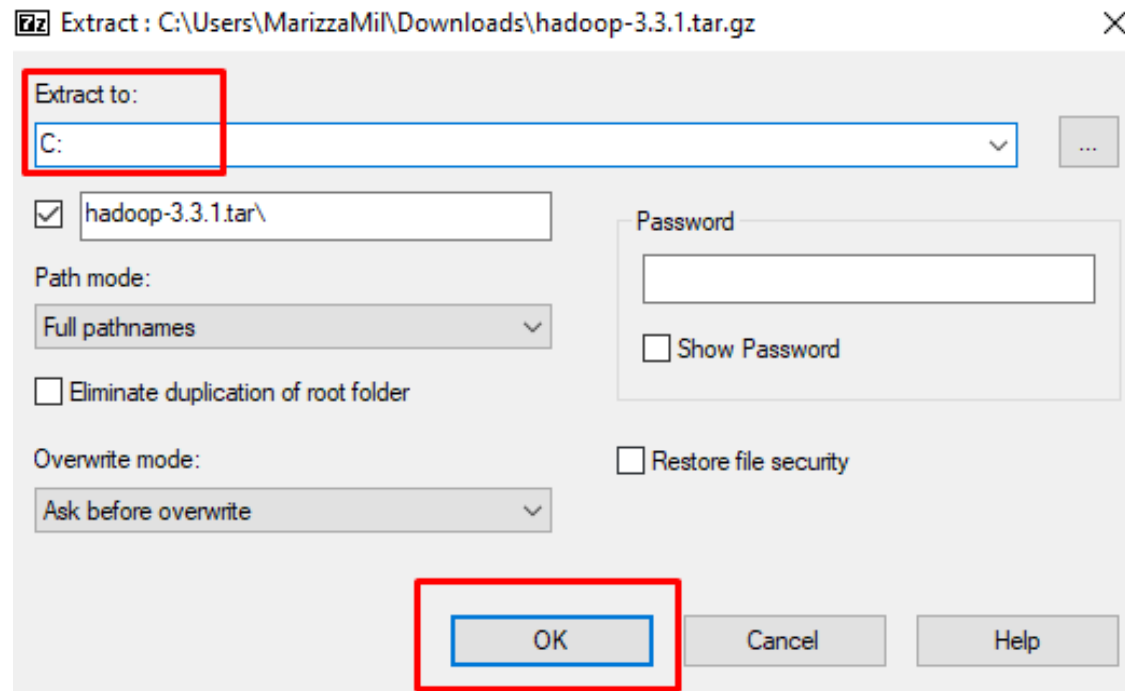 7z Extract : C:\Users\MarizzaMil\Downloads\hadoop-3.3.1.tar.gz
Extract to:
C:
...
hadoop-3.3.1.tar\
Password
Path mode:
Full pathnames
Show Password
Eliminate duplication of root folder
Overwrite mode:
Restore file security
Ask before overwrite
OK Cancel Help